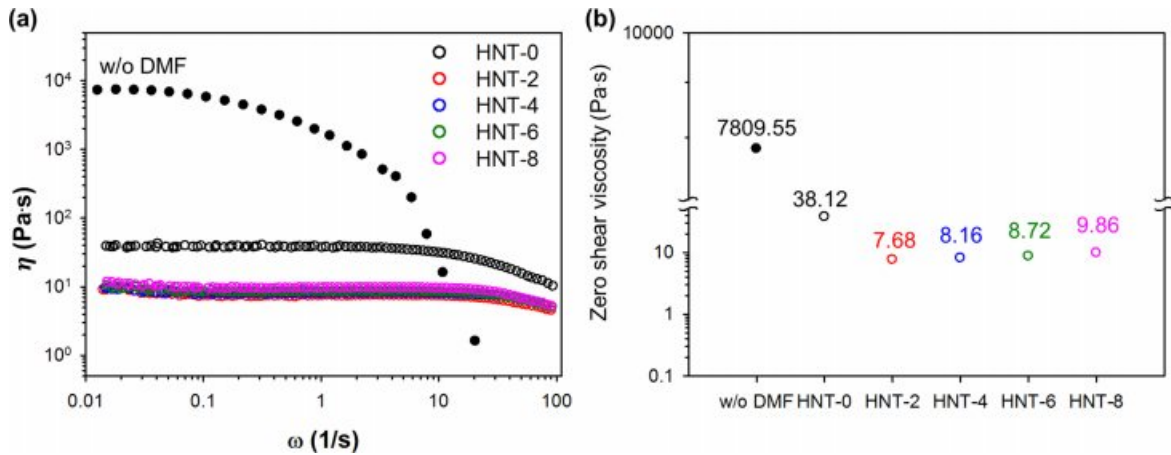 (a)
w/o DMF
HNT-0
HNT-2
HNT-4
HNT-6
HNT-8
10⁴
10³
10²
10¹
10⁰
η (Pa·s)
0.01 0.1 1 10 100
ω (1/s)
(b)
10000
10
1
0.1
Zero shear viscosity (Pa·s)
7809.55
38.12
7.68
8.16
8.72
9.86
w/o DMF HNT-0 HNT-2 HNT-4 HNT-6 HNT-8